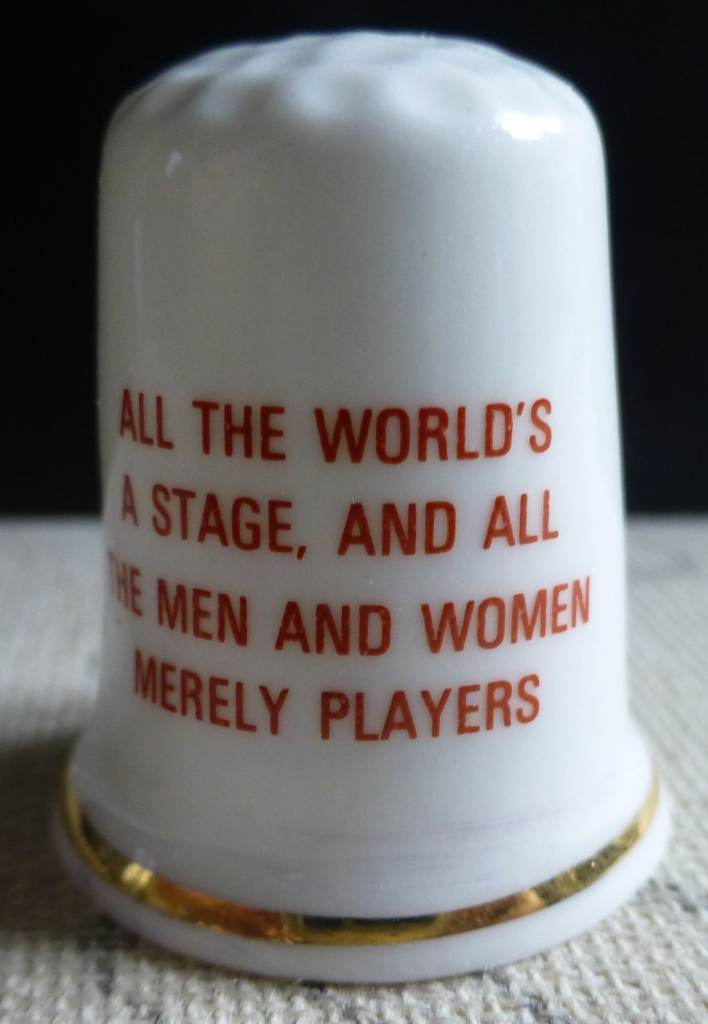 ALL THE WORLD'S
A STAGE, AND ALL
THE MEN AND WOMEN
MERELY PLAYERS